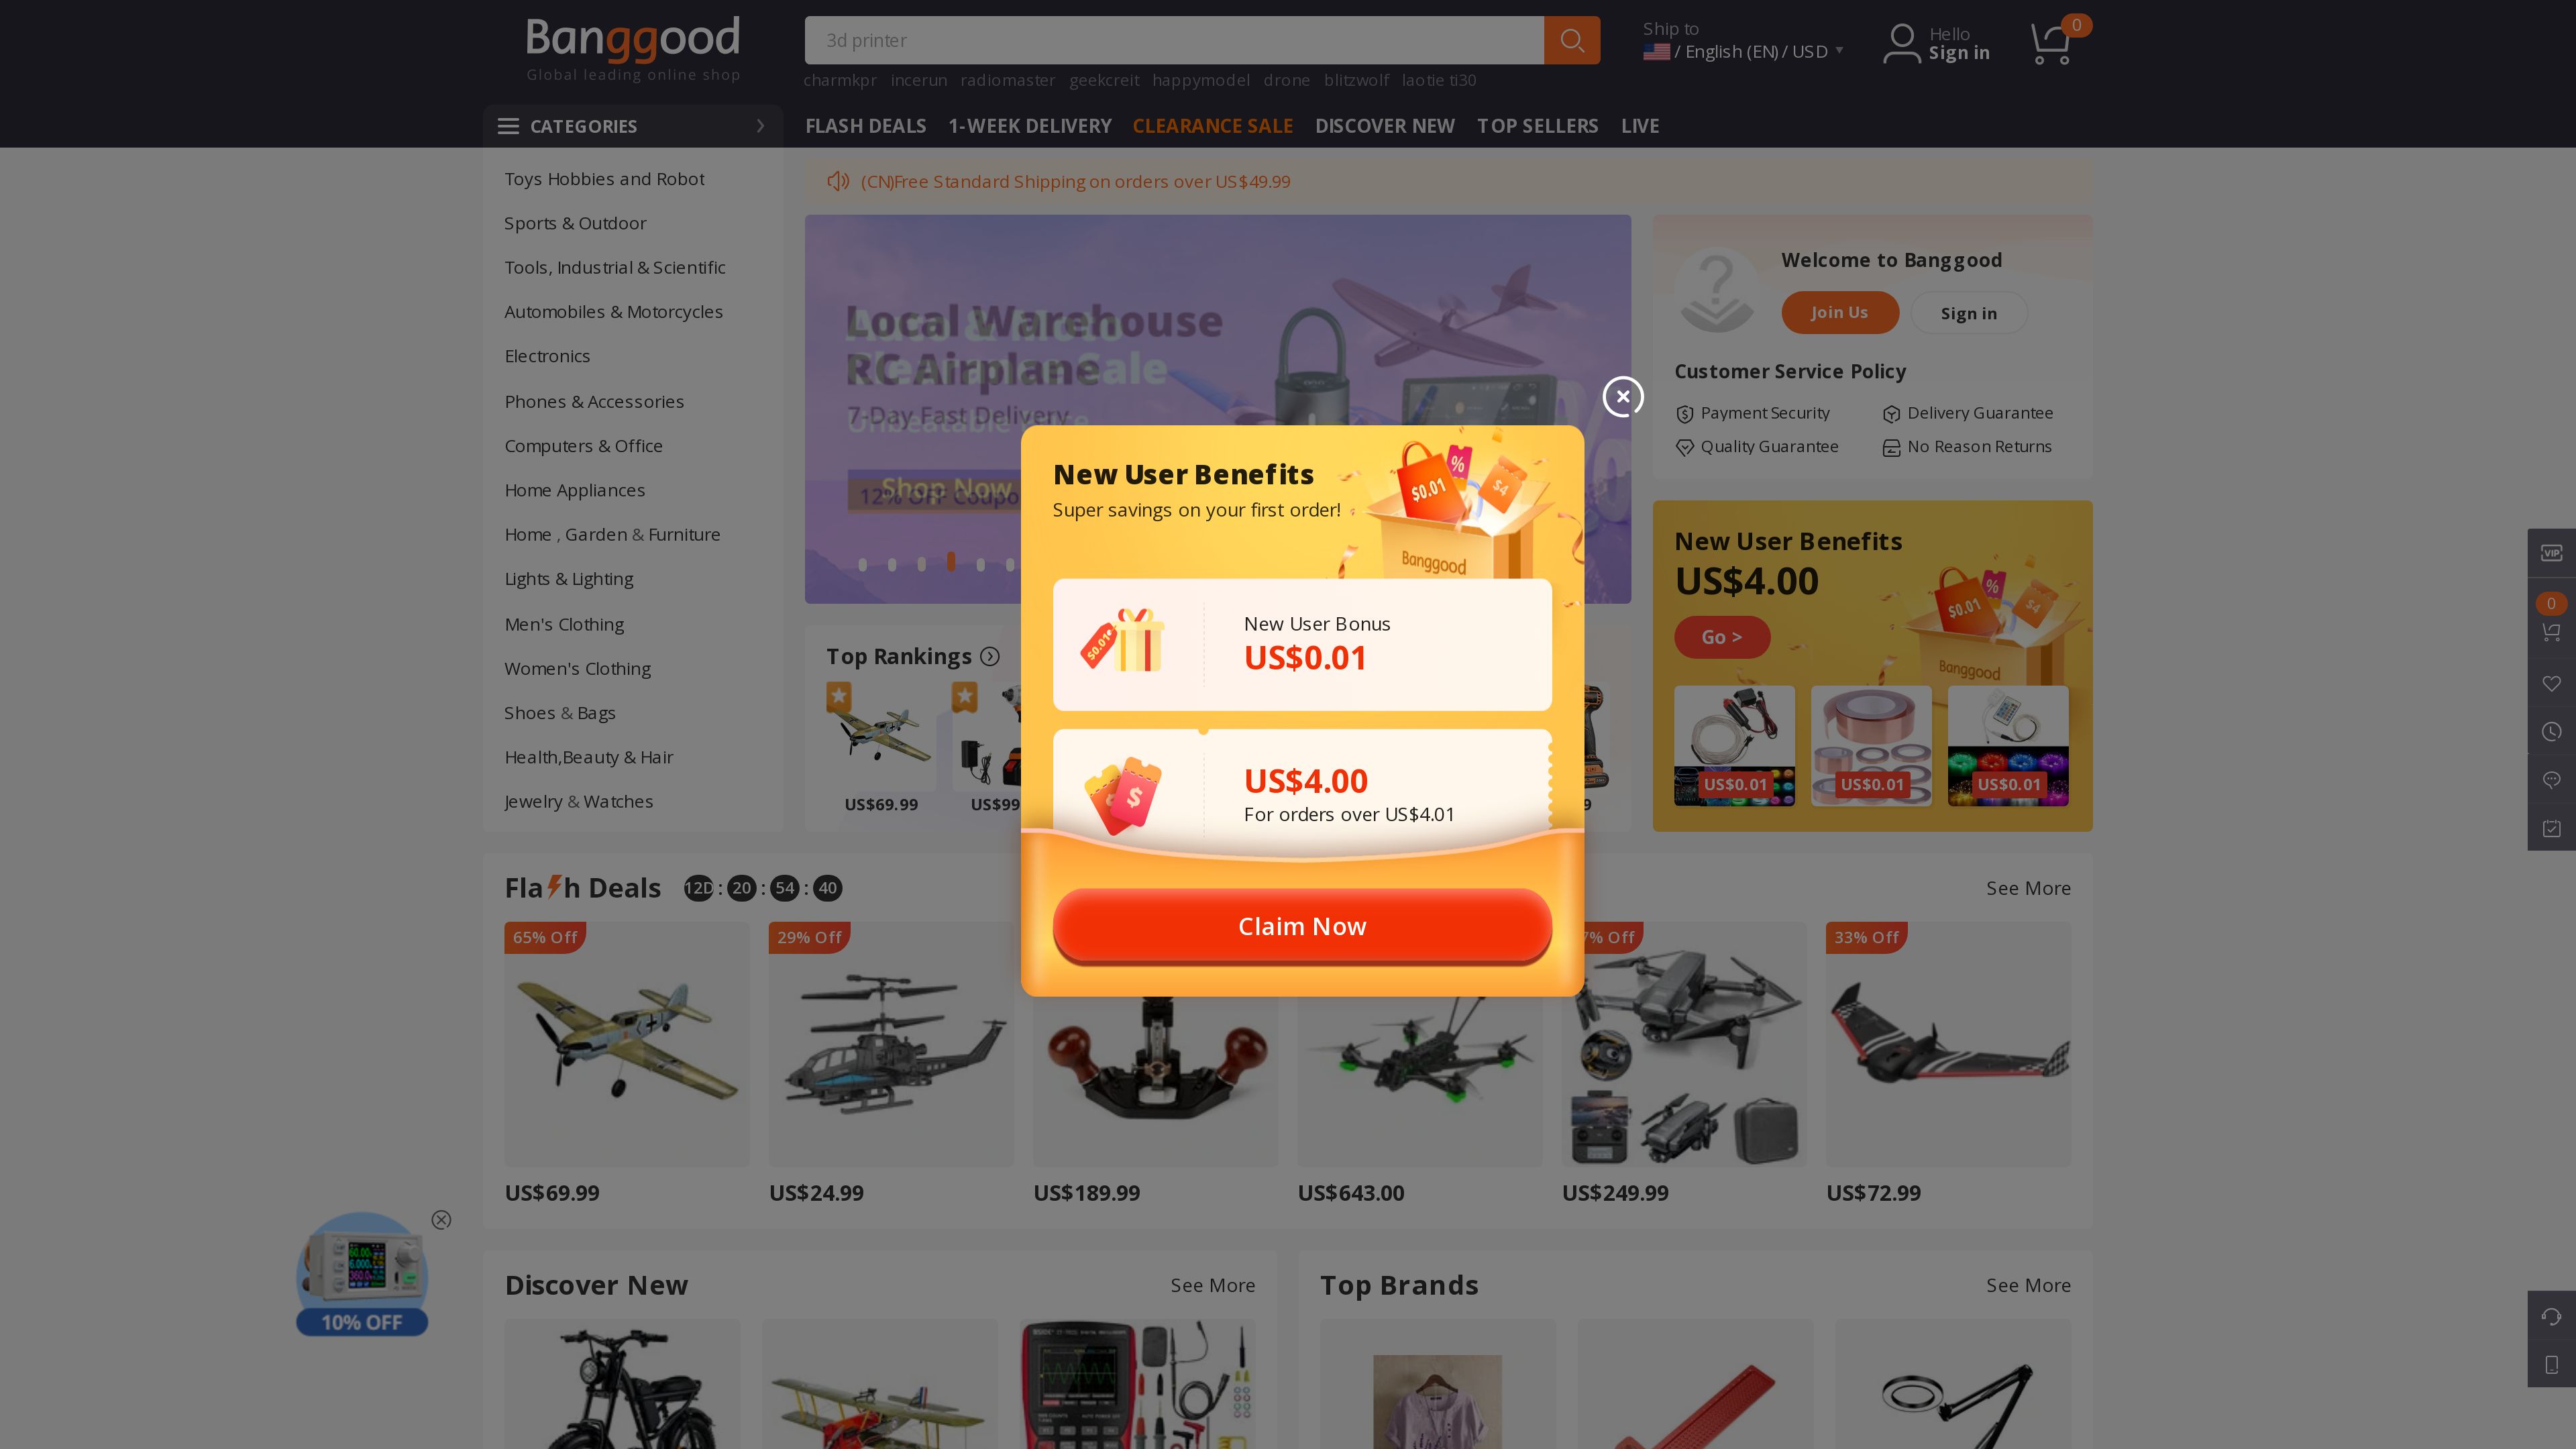 Banggood
Global leading online shop
3d printer
charmkpr incerun radiomaster geekcreit happymodel drone blitzwolf laotie ti30
Ship to
/ English (EN) / USD
Hello
Sign in
0
CATEGORIES
FLASH DEALS 1-WEEK DELIVERY CLEARANCE SALE DISCOVER NEW TOP SELLERS LIVE
Toys Hobbies and Robot
Sports & Outdoor
Tools, Industrial & Scientific
Automobiles & Motorcycles
Electronics
Phones & Accessories
Computers & Office
Home Appliances
Home , Garden & Furniture
Lights & Lighting
Men's Clothing
Women's Clothing
Shoes & Bags
Health,Beauty & Hair
Jewelry & Watches
(CN)Free Standard Shipping on orders over US$49.99
Local Warehouse
RC Airplane
7-Day Fast Delivery
Shop Now
Welcome to Banggood
Join Us
Sign in
Customer Service Policy
Payment Security
Delivery Guarantee
Quality Guarantee
No Reason Returns
New User Benefits
US$4.00
Go >
$0.01
%
$4
Banggood
US$0.01
US$0.01
US$0.01
VIP
0
Top Rankings
US$69.99
US$99
New User Benefits
Super savings on your first order!
$0.01
%
$4
Banggood
$0.01
New User Bonus
US$0.01
$
US$4.00
For orders over US$4.01
Claim Now
Flash Deals 12D : 20 : 54 : 40
See More
65% Off
29% Off
7% Off
33% Off
US$69.99
US$24.99
US$189.99
US$643.00
US$249.99
US$72.99
10% OFF
Discover New
See More
Top Brands
See More